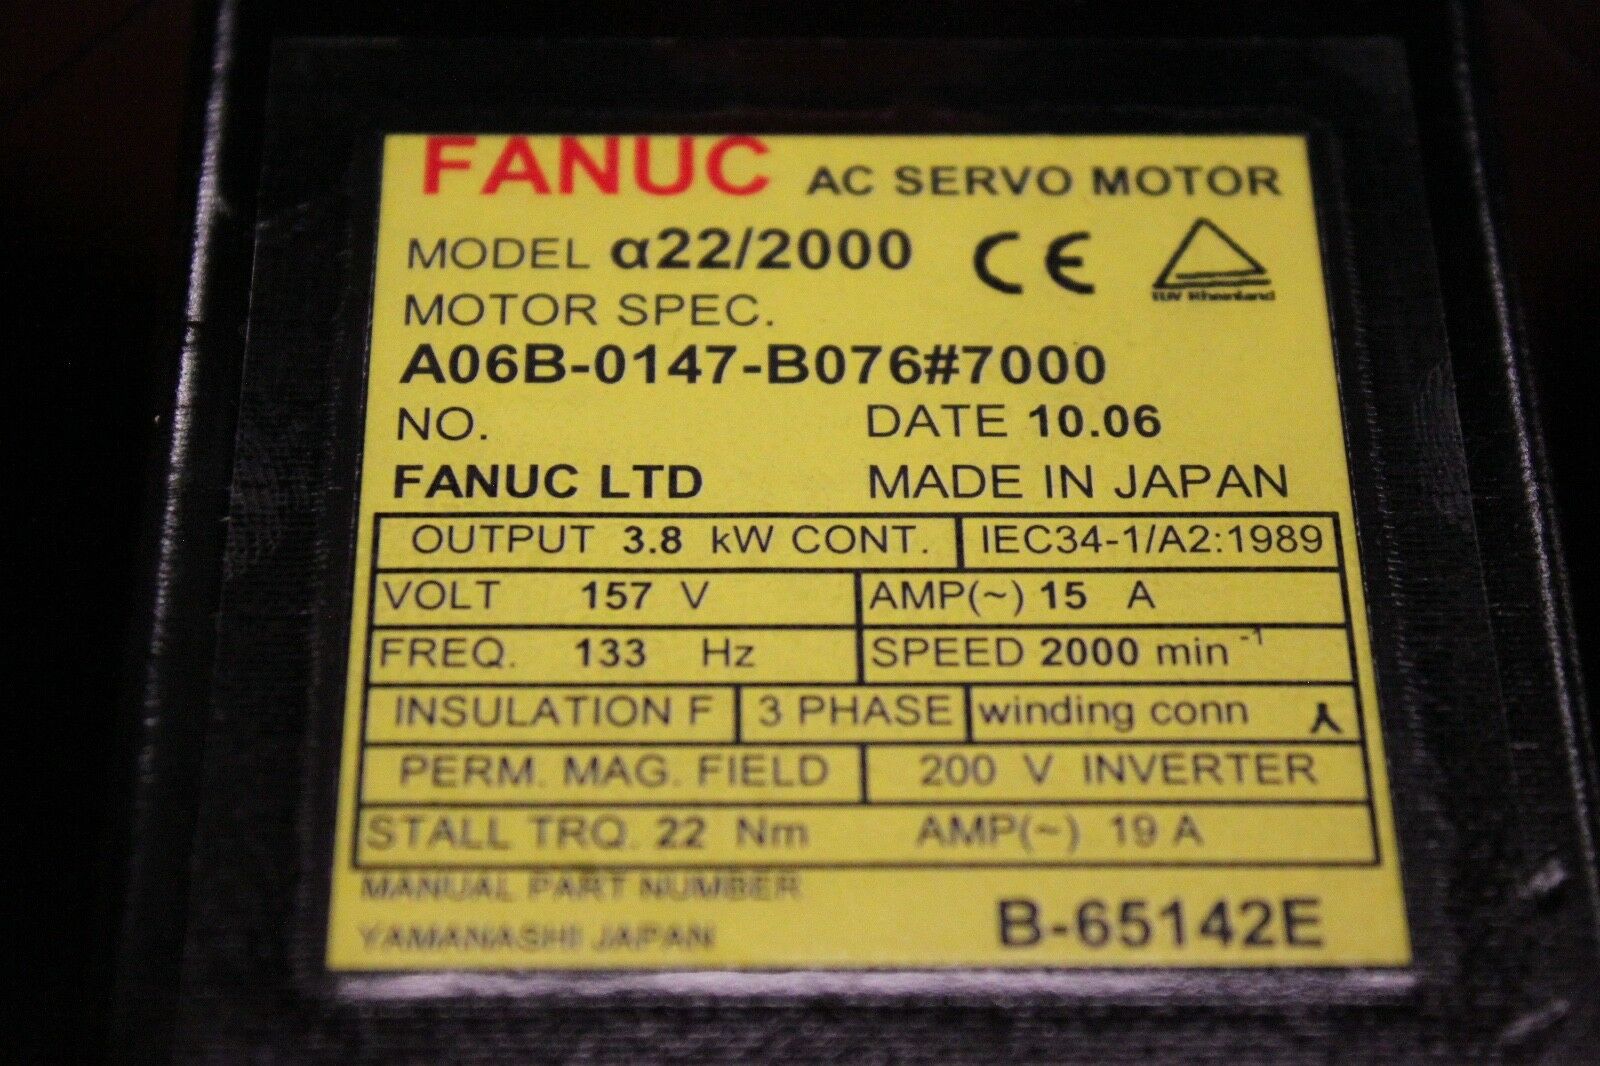 FANUC AC SERVO MOTOR
MODEL α22/2000 CE
TUV Rheinland
MOTOR SPEC.
A06B-0147-B076#7000
NO. DATE 10.06
FANUC LTD MADE IN JAPAN
OUTPUT 3.8 kW CONT. IEC34-1/A2:1989
VOLT 157 V AMP(~) 15 A
FREQ. 133 Hz SPEED 2000 min⁻¹
INSULATION F 3 PHASE winding conn
PERM. MAG. FIELD 200 V INVERTER
STALL TRQ. 22 Nm AMP(~) 19 A
MANUAL PART NUMBER
YAMANASHI JAPAN B-65142E